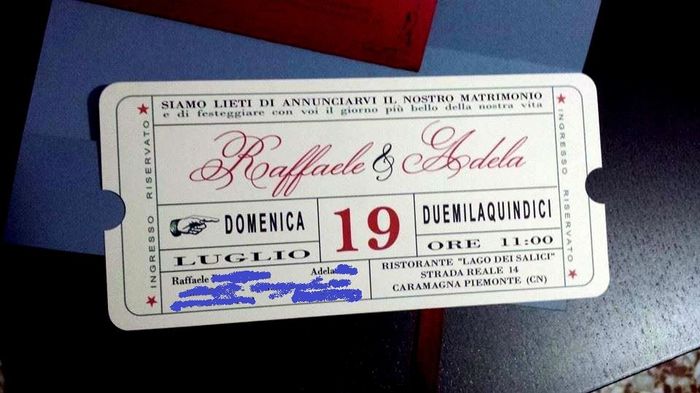 SIAMO LIETI DI ANNUNCIARVI IL NOSTRO MATRIMONIO
e di festeggiare con voi il giorno più bello della nostra vita
Raffaele & Adela
INGRESSO RISERVATO
DOMENICA
LUGLIO
19
DUEMILAQUINDICI
ORE 11:00
Raffaele
Adela
RISTORANTE "LAGO DEI SALICI"
STRADA REALE 14
CARAMAGNA PIEMONTE (CN)
INGRESSO RISERVATO